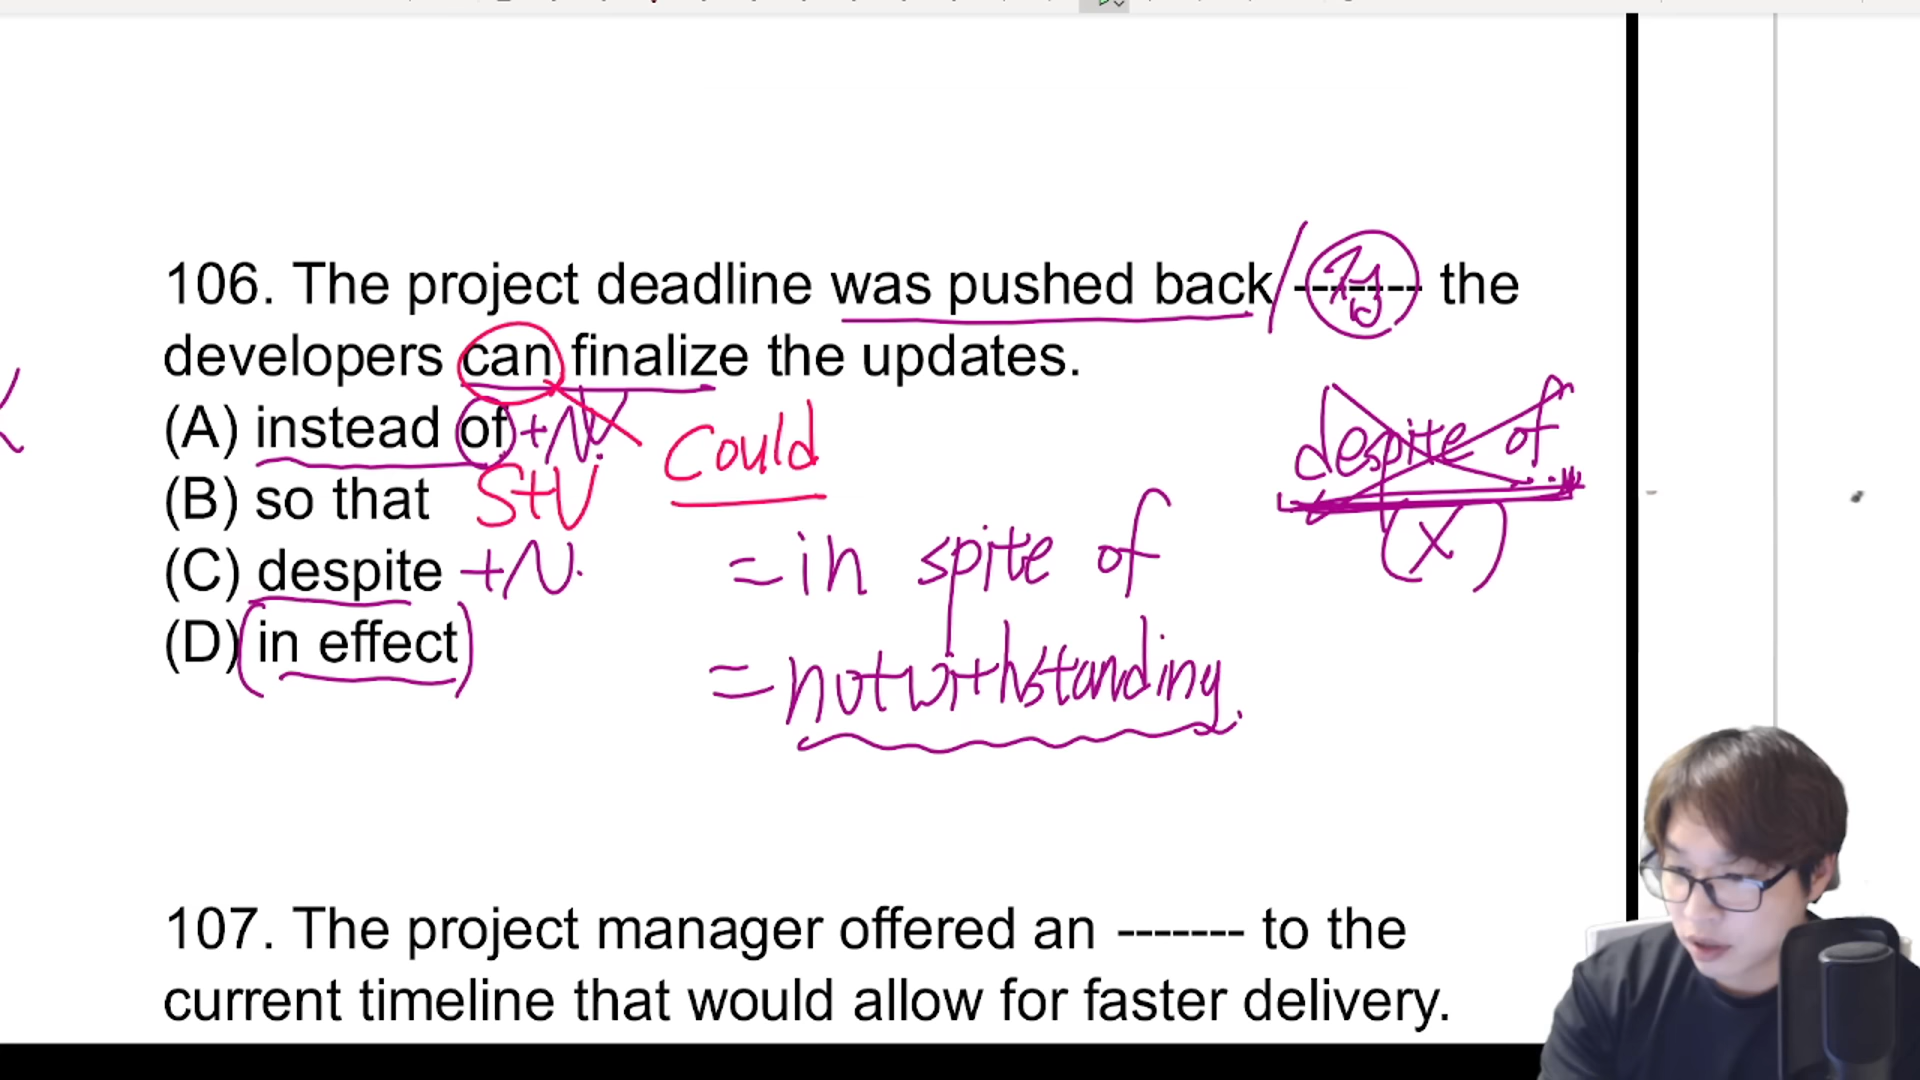 106. The project deadline was pushed back / ------- the
접
developers can finalize the updates.
(A) instead of +N.
Could
despite of
(B) so that S+V
(X)
(C) despite +N.
= in spite of
(D) (in effect)
= notwithstanding.
107. The project manager offered an ------- to the
current timeline that would allow for faster delivery.